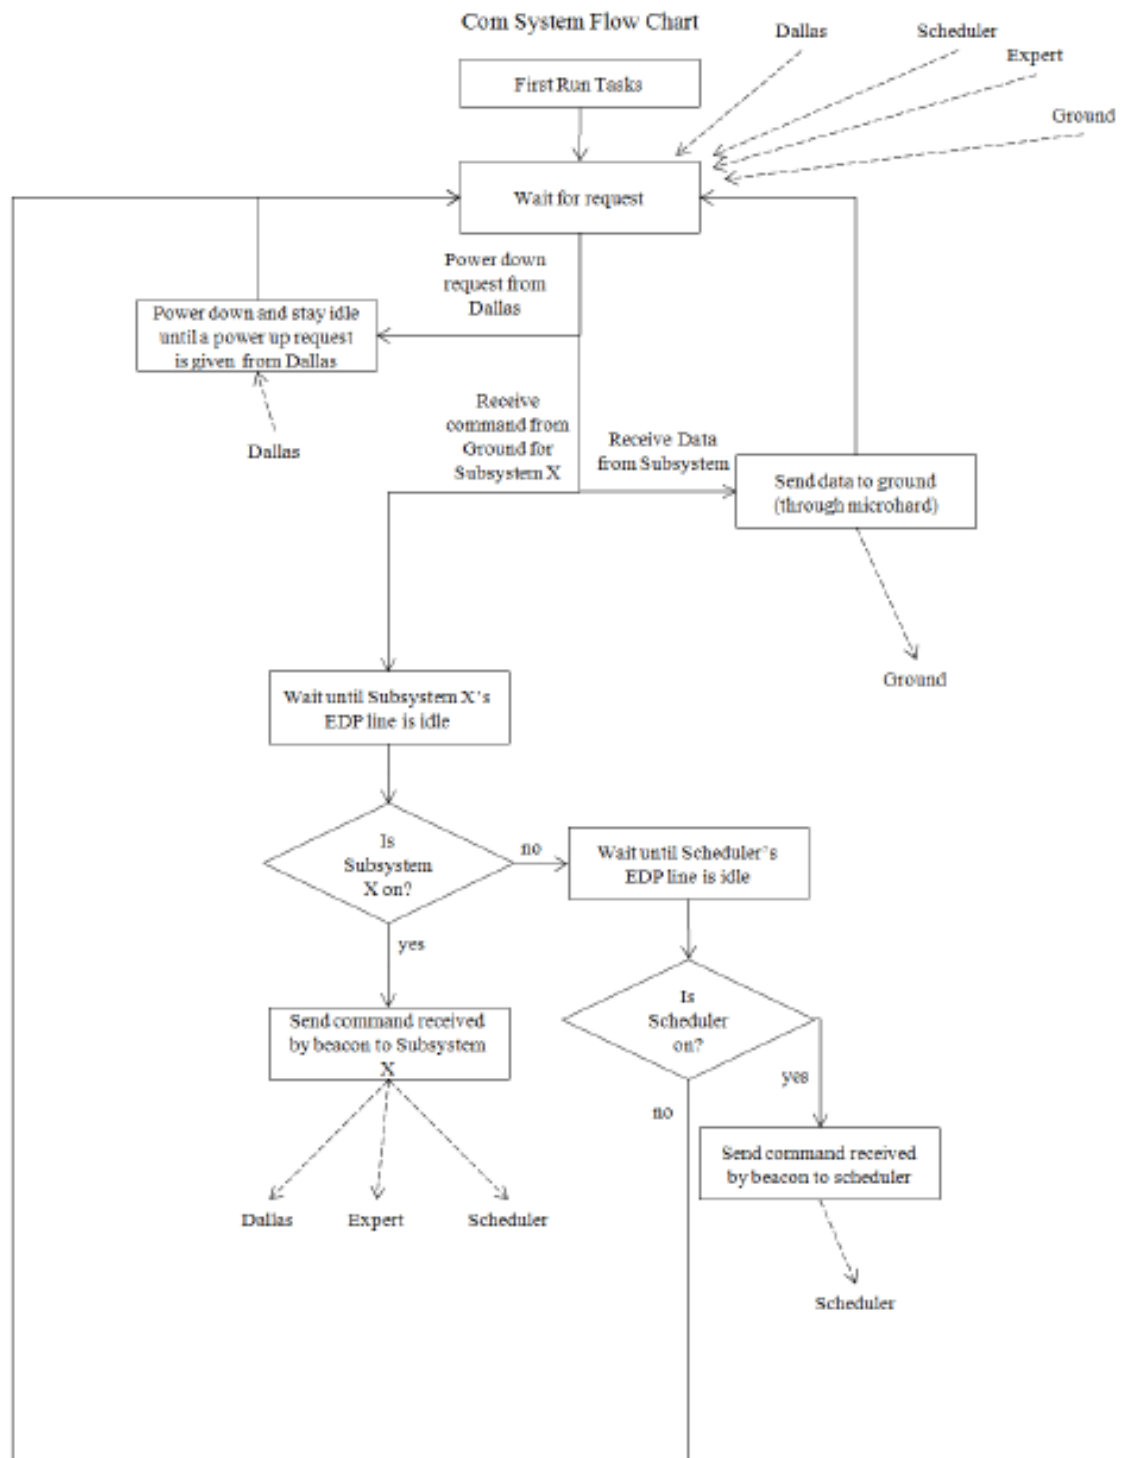 Com System Flow Chart
Dallas
Scheduler
Expert
Ground
First Run Tasks
Wait for request
Power down
request from
Dallas
Power down and stay idle
until a power up request
is given from Dallas
Dallas
Receive
command from
Ground for
Subsystem X
Receive Data
from Subsystem
Send data to ground
(through microhard)
Ground
Wait until Subsystem X's
EDP line is idle
Is
Subsystem
X on?
no
Wait until Scheduler's
EDP line is idle
yes
Is
Scheduler
on?
Send command received
by beacon to Subsystem
X
yes
no
Send command received
by beacon to scheduler
Dallas
Expert
Scheduler
Scheduler